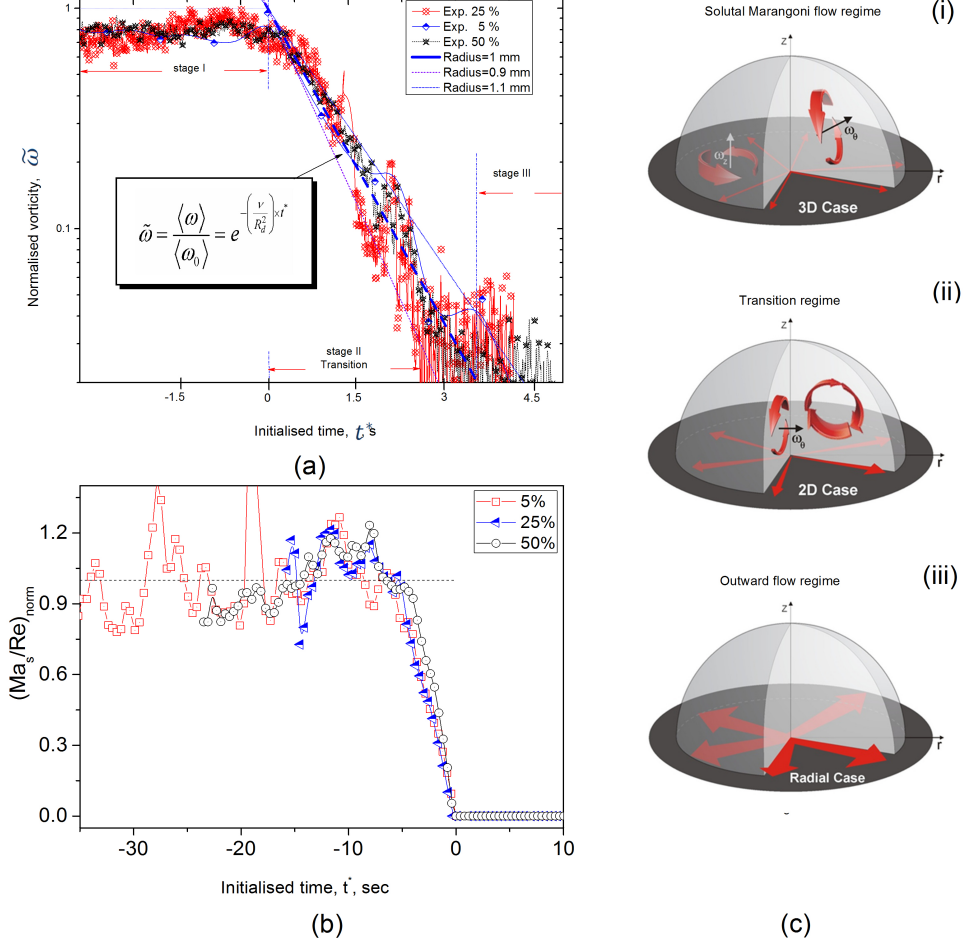 Exp. 25 %
Exp. 5 %
Exp. 50 %
Radius=1 mm
Radius=0.9 mm
Radius=1.1 mm
1
0.1
stage I
stage III
stage II
Transition
ω̃ = ⟨ω⟩ / ⟨ω₀⟩ = e^{-(ν/R_d^2)×t*}
Normalised vorticity, ω̃
-1.5
0
1.5
3
4.5
Initialised time, t*s
(a)
5%
25%
50%
1.2
0.9
0.6
0.3
0.0
(Ma_s/Re)_norm
-30
-20
-10
0
10
Initialised time, t*, sec
(b)
(i)
Solutal Marangoni flow regime
z
ω_θ
ω_z
r
3D Case
(ii)
Transition regime
z
ω_θ
r
2D Case
(iii)
Outward flow regime
z
r
Radial Case
(c)